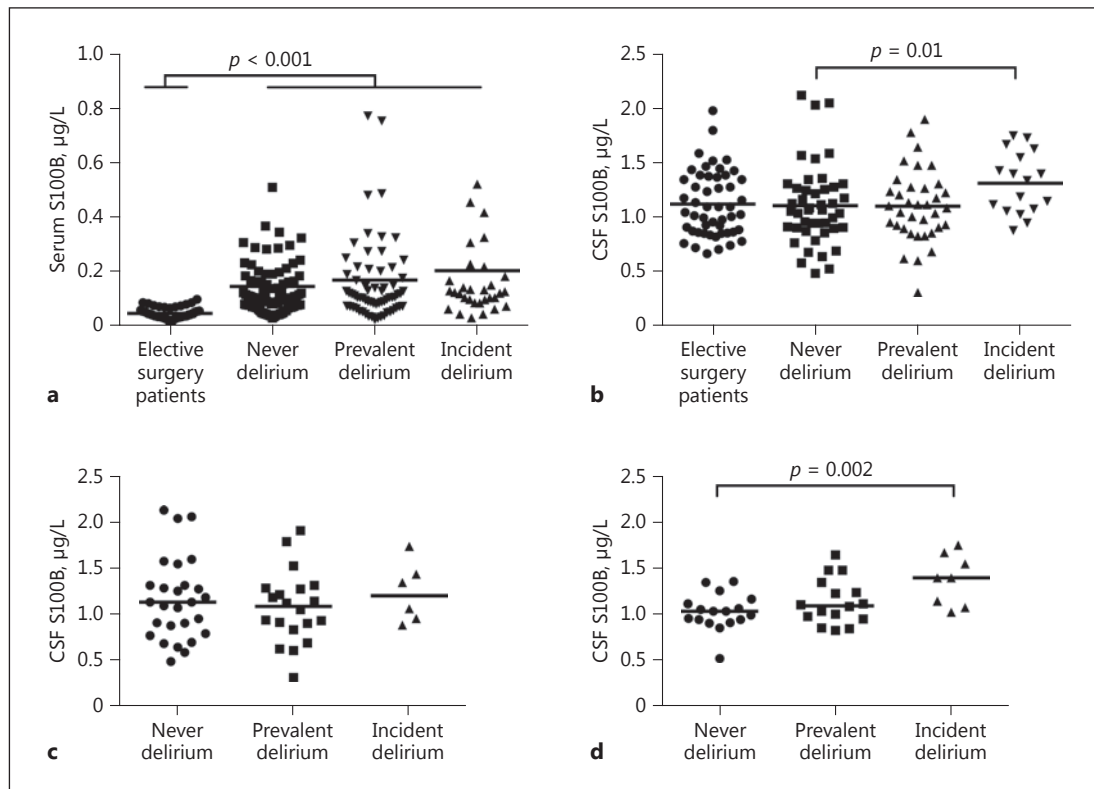 p < 0.001
1.0
0.8
0.6
0.4
0.2
0
Serum S100B, µg/L
Elective
surgery
patients
Never
delirium
Prevalent
delirium
Incident
delirium
a
p = 0.01
2.5
2.0
1.5
1.0
0.5
0
CSF S100B, µg/L
Elective
surgery
patients
Never
delirium
Prevalent
delirium
Incident
delirium
b
2.5
2.0
1.5
1.0
0.5
0
CSF S100B, µg/L
Never
delirium
Prevalent
delirium
Incident
delirium
c
p = 0.002
2.5
2.0
1.5
1.0
0.5
0
CSF S100B, µg/L
Never
delirium
Prevalent
delirium
Incident
delirium
d